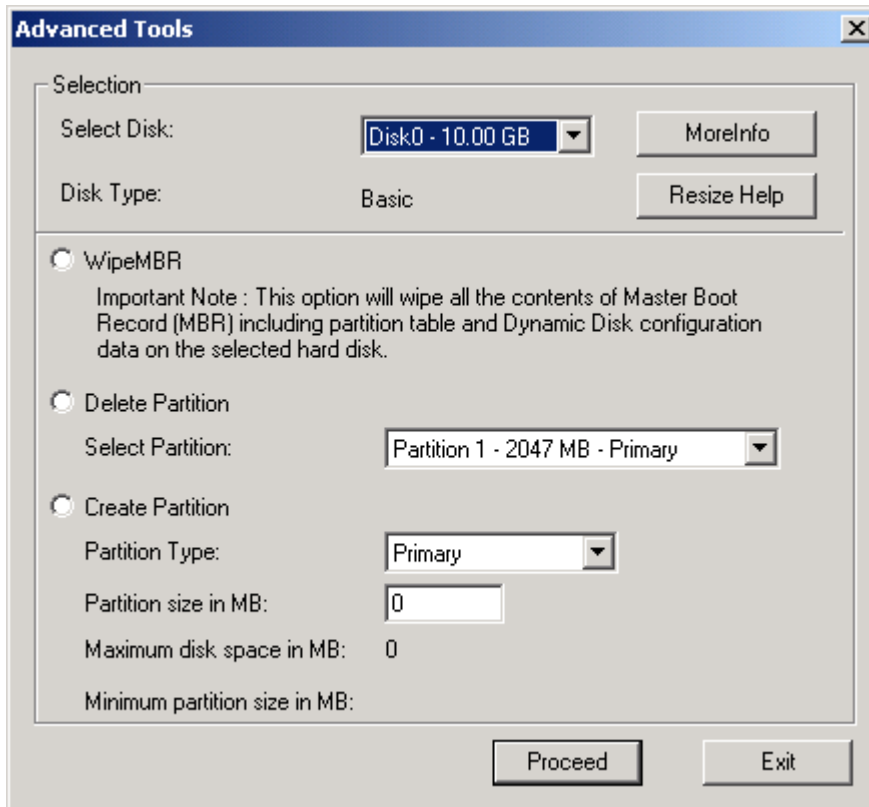 Advanced Tools
Selection
Select Disk: Disk0 - 10.00 GB MoreInfo
Disk Type: Basic Resize Help
WipeMBR
Important Note : This option will wipe all the contents of Master Boot
Record (MBR) including partition table and Dynamic Disk configuration
data on the selected hard disk.
Delete Partition
Select Partition: Partition 1 - 2047 MB - Primary
Create Partition
Partition Type: Primary
Partition size in MB: 0
Maximum disk space in MB: 0
Minimum partition size in MB:
Proceed Exit